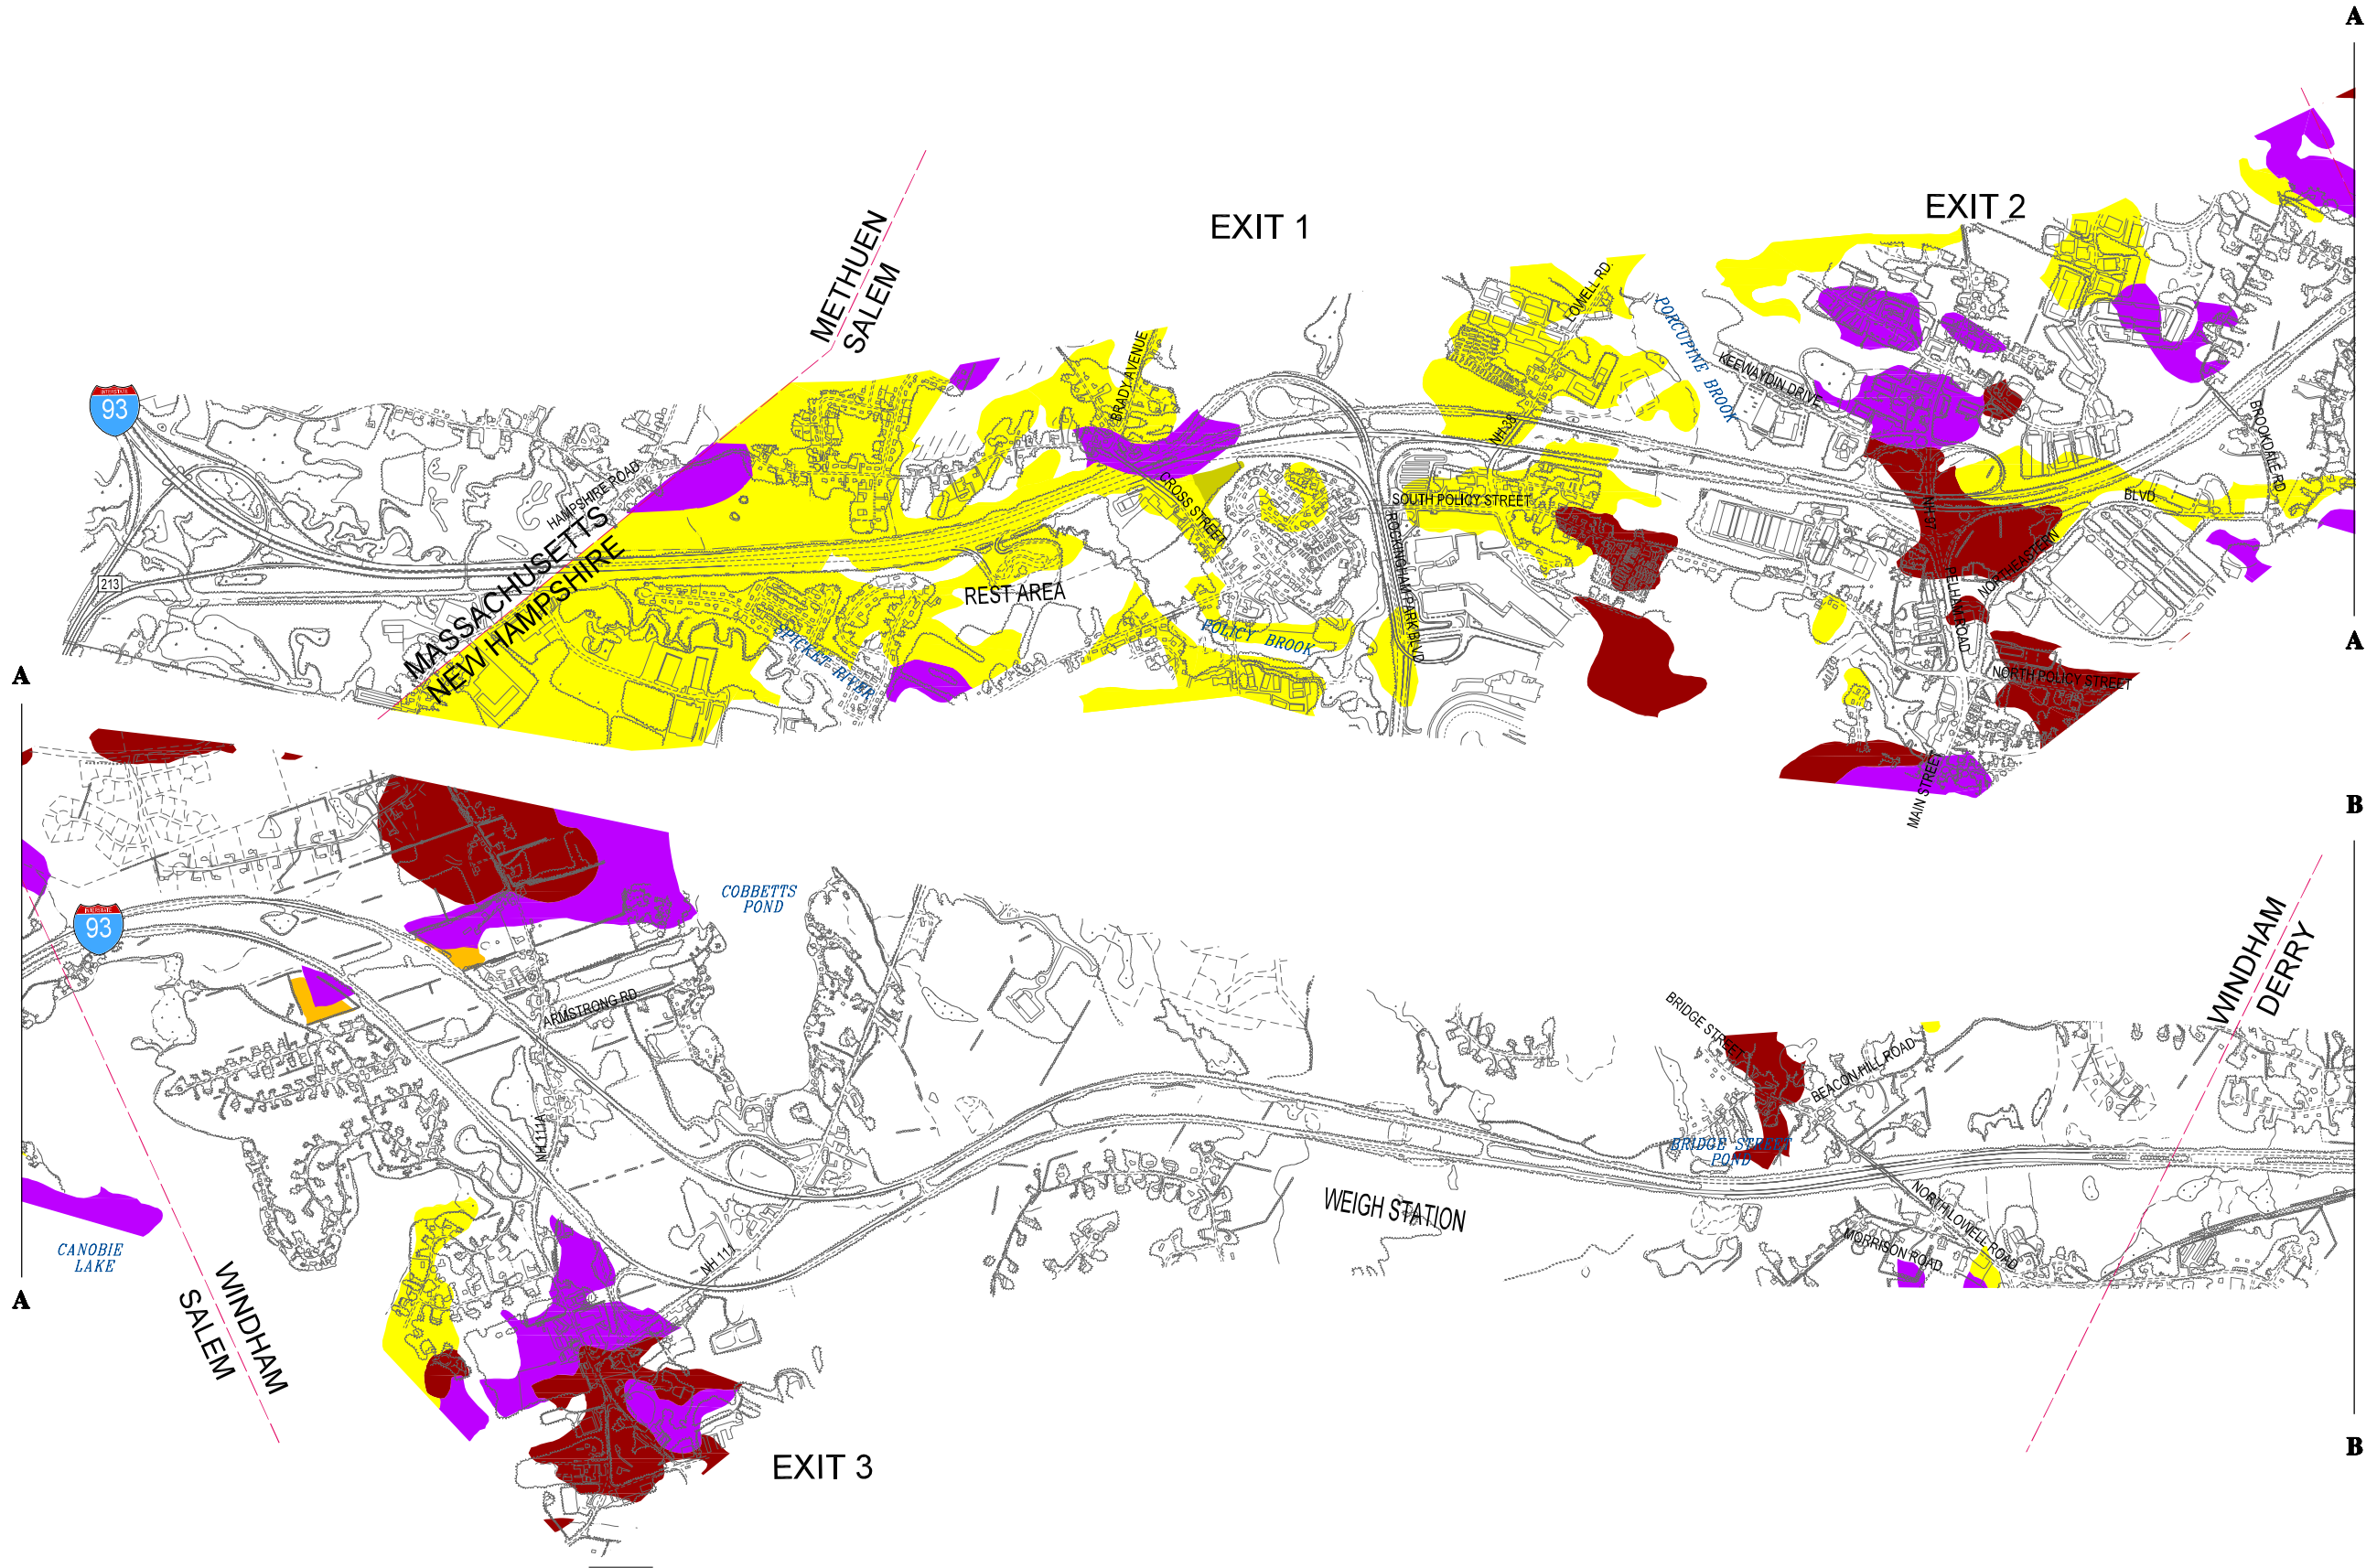 A
EXIT 2
METHUEN
SALEM
EXIT 1
LOWELL RD.
PORCUPINE BROOK
BRADY AVENUE
KEEWAYDIN DRIVE
93
NH 38
BROOKDALE RD
HAMPSHIRE ROAD
CROSS STREET
SOUTH POLICY STREET
BLVD
NH 97
ROCKINGHAM PARK BLVD
NORTHEASTERN
213
MASSACHUSETTS
NEW HAMPSHIRE
REST AREA
PELHAM ROAD
SPICKET RIVER
POLICY BROOK
A
NORTH POLICY STREET
A
MAIN STREET
B
COBBETTS
POND
93
WINDHAM
DERRY
ARMSTRONG RD
BRIDGE STREET
BEACON HILL ROAD
NH 111A
BRIDGE STREET
POND
WEIGH STATION
NORTH LOWELL ROAD
MORRISON ROAD
CANOBIE
LAKE
NH 111
A
WINDHAM
SALEM
EXIT 3
B